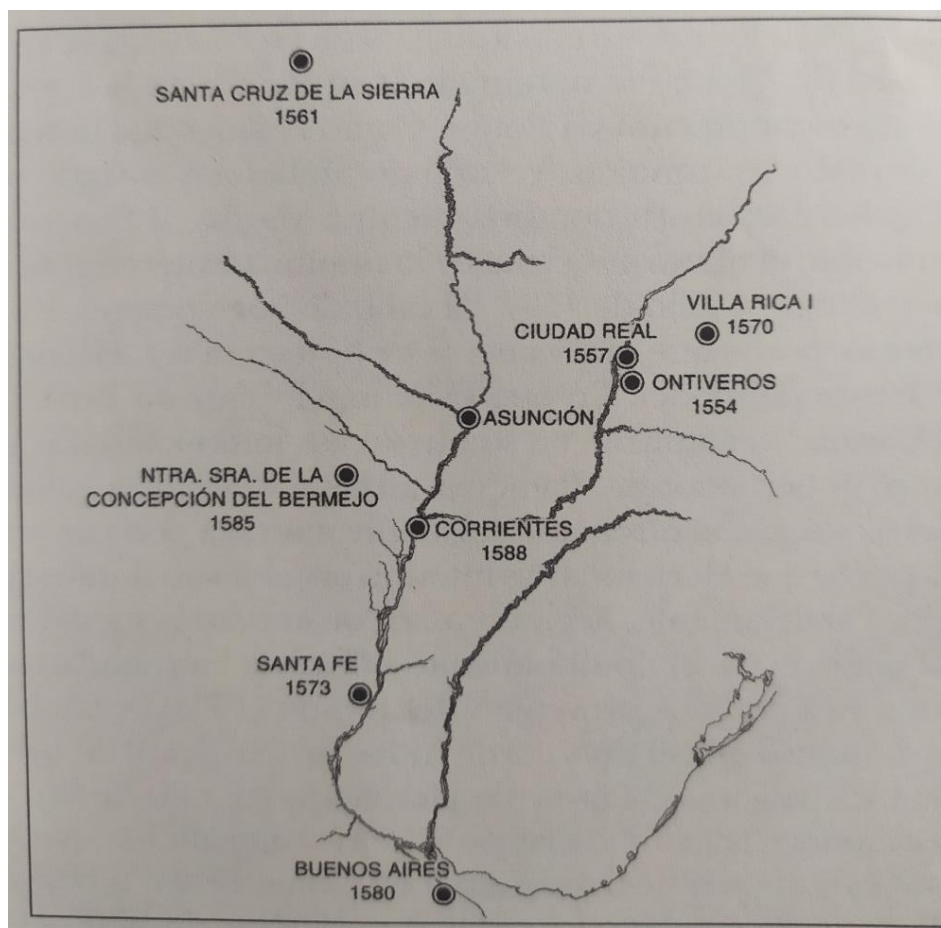 SANTA CRUZ DE LA SIERRA
1561
VILLA RICA I
1570
CIUDAD REAL
1557
ONTIVEROS
1554
ASUNCIÓN
NTRA. SRA. DE LA
CONCEPCIÓN DEL BERMEJO
1585
CORRIENTES
1588
SANTA FE
1573
BUENOS AIRES
1580